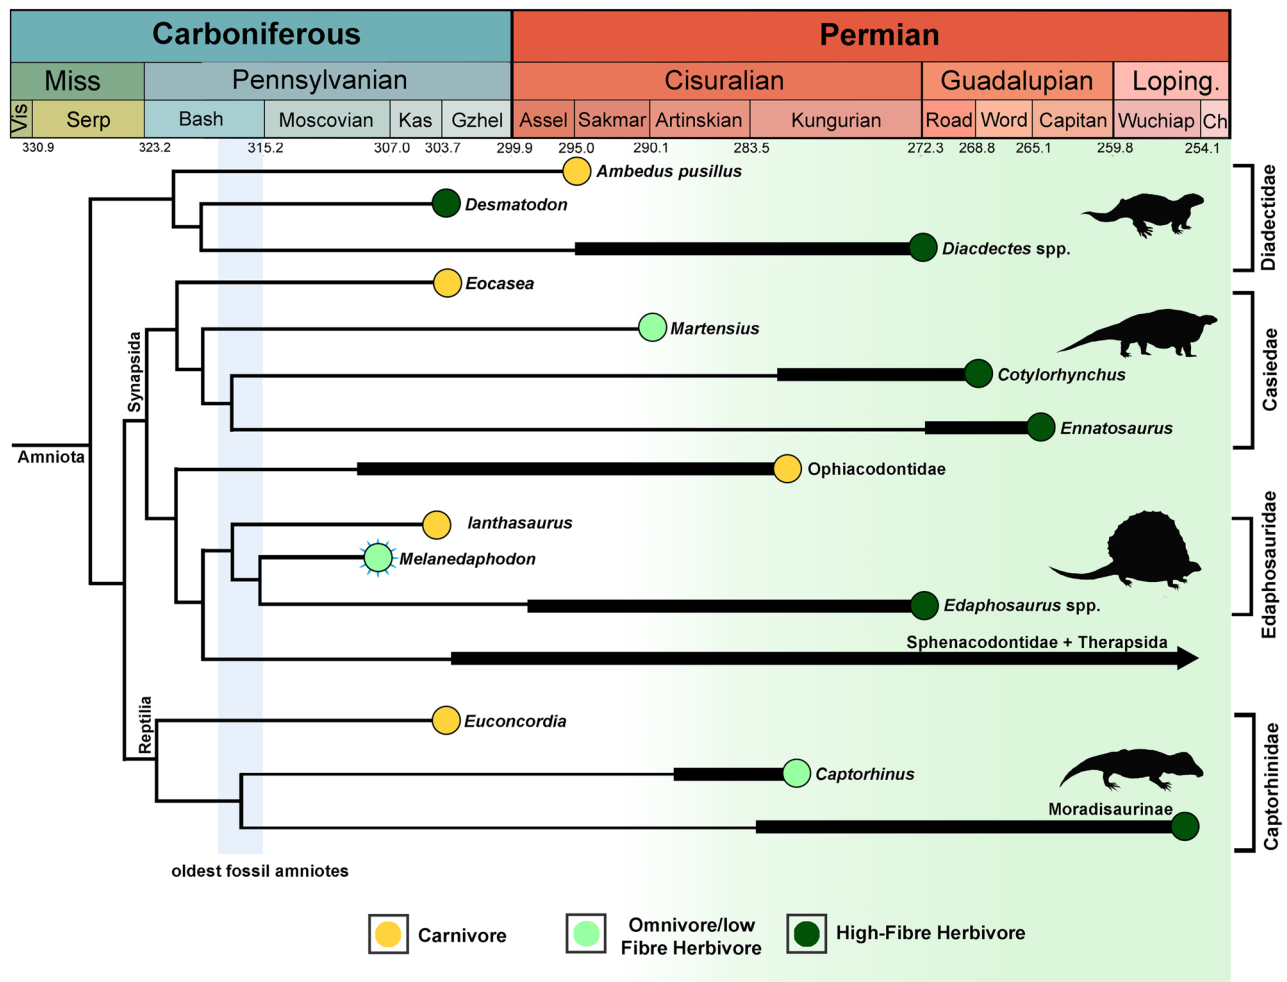 Carboniferous Permian
Miss Pennsylvanian Cisuralian Guadalupian Loping.
Vis Serp Bash Moscovian Kas Gzhel Assel Sakmar Artinskian Kungurian Road Word Capitan Wuchiap Ch
330.9 323.2 315.2 307.0 303.7 299.9 295.0 290.1 283.5 272.3 268.8 265.1 259.8 254.1
Ambedus pusillus
Desmatodon
Diacdectes spp.
Diadectidae
Eocasea
Martensius
Synapsida
Cotylorhynchus
Casiedae
Ennatosaurus
Amniota
Ophiacodontidae
Ianthasaurus
Melanedaphodon
Edaphosaurus spp.
Edaphosauridae
Sphenacodontidae + Therapsida
Reptilia
Euconcordia
Captorhinus
Moradisaurinae
Captorhinidae
oldest fossil amniotes
Carnivore
Omnivore/low
Fibre Herbivore
High-Fibre Herbivore